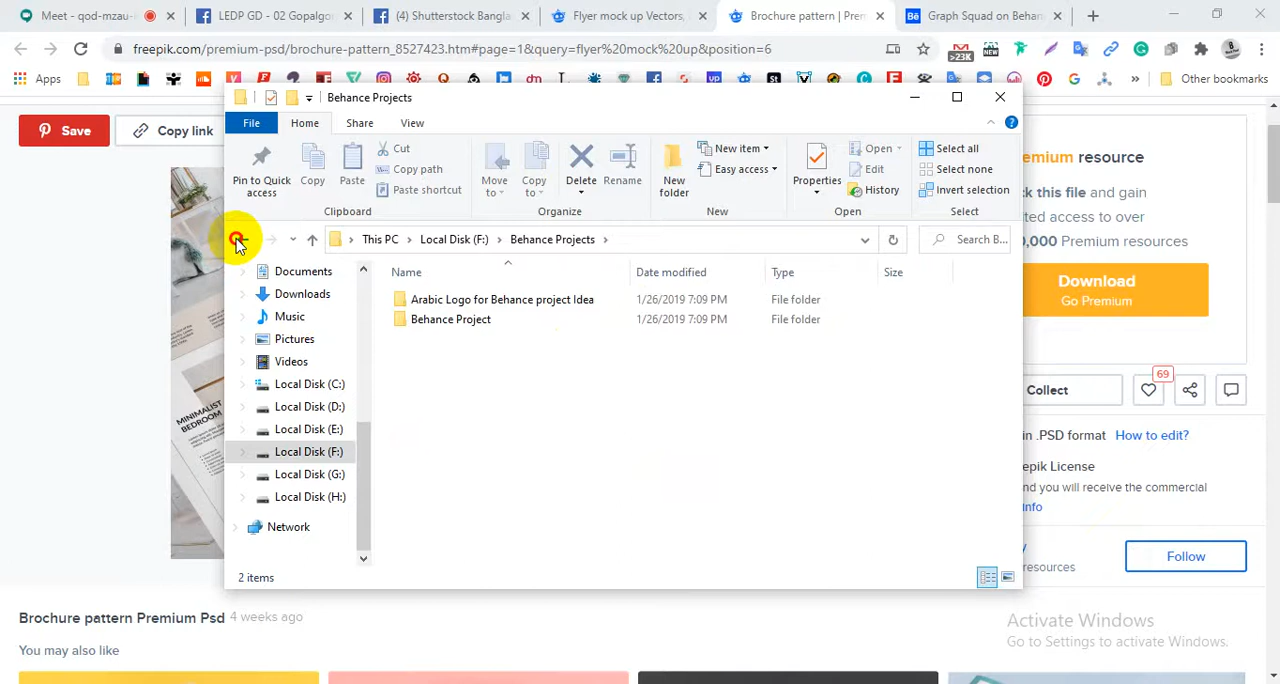 Meet - qod-mzau-
LEDP GD - 02 Gopalgo
(4) Shutterstock Bangla
Flyer mock up Vectors,
Brochure pattern | Pre
Graph Squad on Behan
freepik.com/premium-psd/brochure-pattern_8527423.htm#page=1&query=flyer%20mock%20up&position=6
>23K
NEW
Apps
Other bookmarks
Save
Copy link
Behance Projects
File
Home
Share
View
Pin to Quick access
Copy
Paste
Cut
Copy path
Paste shortcut
Clipboard
Move to
Copy to
Delete
Rename
Organize
New folder
New item
Easy access
New
Properties
Open
Edit
History
Open
Select all
Select none
Invert selection
Select
This PC
Local Disk (F:)
Behance Projects
Search B...
Documents
Downloads
Music
Pictures
Videos
Local Disk (C:)
Local Disk (D:)
Local Disk (E:)
Local Disk (F:)
Local Disk (G:)
Local Disk (H:)
Network
Name
Date modified
Type
Size
Arabic Logo for Behance project Idea
1/26/2019 7:09 PM
File folder
Behance Project
1/26/2019 7:09 PM
File folder
2 items
emium resource
ck this file and gain
ted access to over
0,000 Premium resources
Download
Go Premium
Collect
69
in .PSD format
How to edit?
epik License
nd you will receive the commercial
info
y
resources
Follow
MINIMALIST
BEDROOM
Brochure pattern Premium Psd 4 weeks ago
You may also like
Activate Windows
Go to Settings to activate Windows.